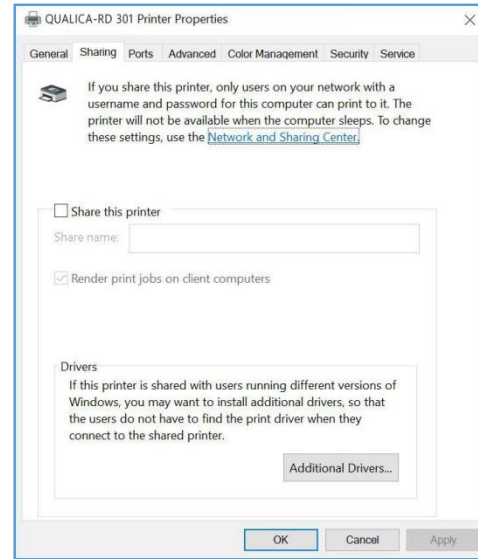 QUALICA-RD 301 Printer Properties
General Sharing Ports Advanced Color Management Security Service
If you share this printer, only users on your network with a
username and password for this computer can print to it. The
printer will not be available when the computer sleeps. To change
these settings, use the Network and Sharing Center.
Share this printer
Share name:
Render print jobs on client computers
Drivers
If this printer is shared with users running different versions of
Windows, you may want to install additional drivers, so that
the users do not have to find the print driver when they
connect to the shared printer.
Additional Drivers...
OK Cancel Apply